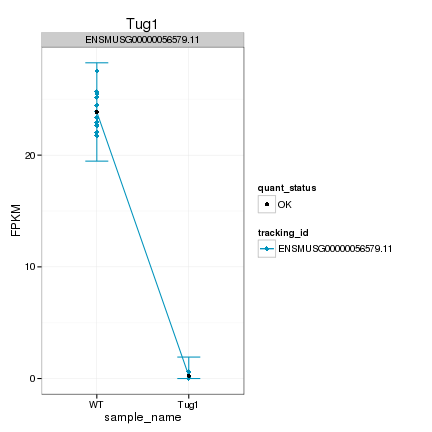 Tug1
ENSMUSG00000056579.11
FPKM
20
10
0
WT
Tug1
sample_name
quant_status
OK
tracking_id
ENSMUSG00000056579.11